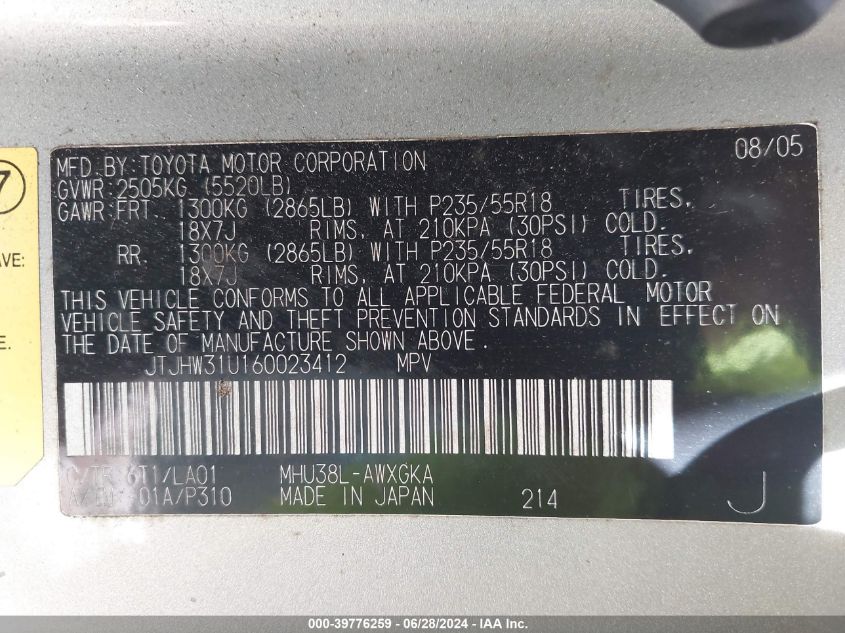 MFD.BY:TOYOTA MOTOR CORPORATION 08/05
GVWR:2505KG (5520LB)
GAWR:FRT. 1300KG (2865LB) WITH P235/55R18 TIRES,
18X7J RIMS, AT 210KPA (30PSI) COLD.
RR. 1300KG (2865LB) WITH P235/55R18 TIRES,
18X7J RIMS, AT 210KPA (30PSI) COLD.
THIS VEHICLE CONFORMS TO ALL APPLICABLE FEDERAL MOTOR
VEHICLE SAFETY AND THEFT PREVENTION STANDARDS IN EFFECT ON
THE DATE OF MANUFACTURE SHOWN ABOVE.
JTJHW31U160023412 MPV
C/TR 6T1/LA01 MHU38L-AWXGKA
01A/P310 MADE IN JAPAN 214 J
7
AVE:
E.
000-39776259 - 06/28/2024 - IAA Inc.